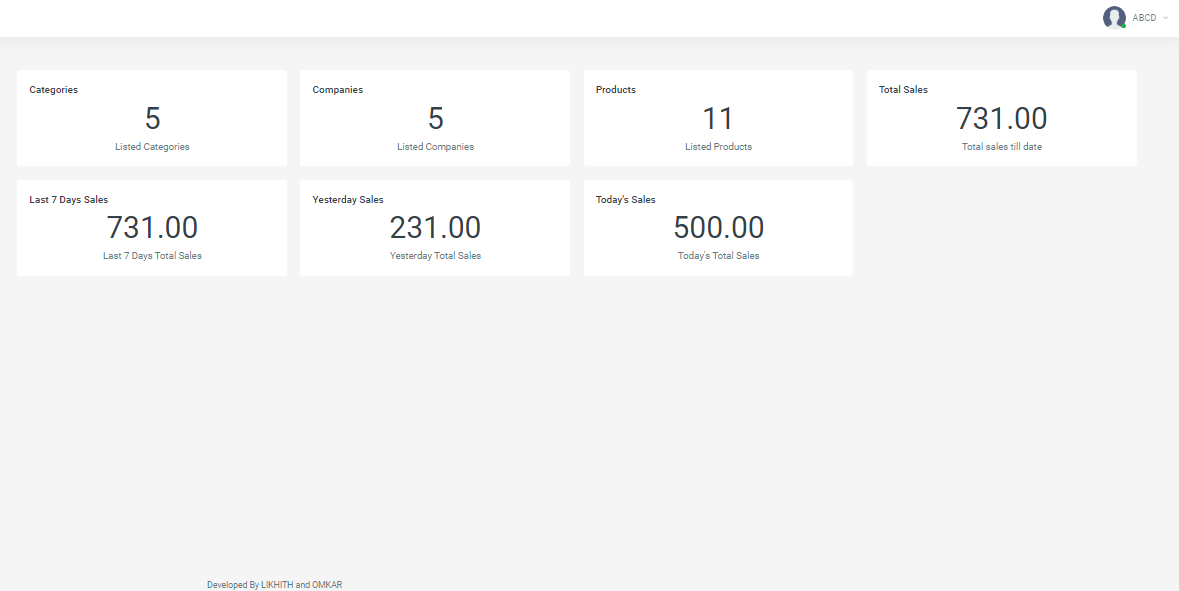 ABCD
Categories
5
Listed Categories
Companies
5
Listed Companies
Products
11
Listed Products
Total Sales
731.00
Total sales till date
Last 7 Days Sales
731.00
Last 7 Days Total Sales
Yesterday Sales
231.00
Yesterday Total Sales
Today's Sales
500.00
Today's Total Sales
Developed By LIKHITH and OMKAR